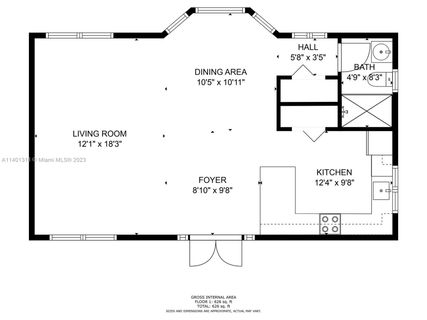 HALL
5'8" x 3'5"
BATH
4'9" x 8'3"
DINING AREA
10'5" x 10'11"
LIVING ROOM
12'1" x 18'3"
KITCHEN
12'4" x 9'8"
FOYER
8'10" x 9'8"
Miami MLS® 2023
GROSS INTERNAL AREA
FLOOR 1: 626 sq. ft
TOTAL: 626 sq. ft
SIZES AND DIMENSIONS ARE APPROXIMATE, ACTUAL MAY VARY.